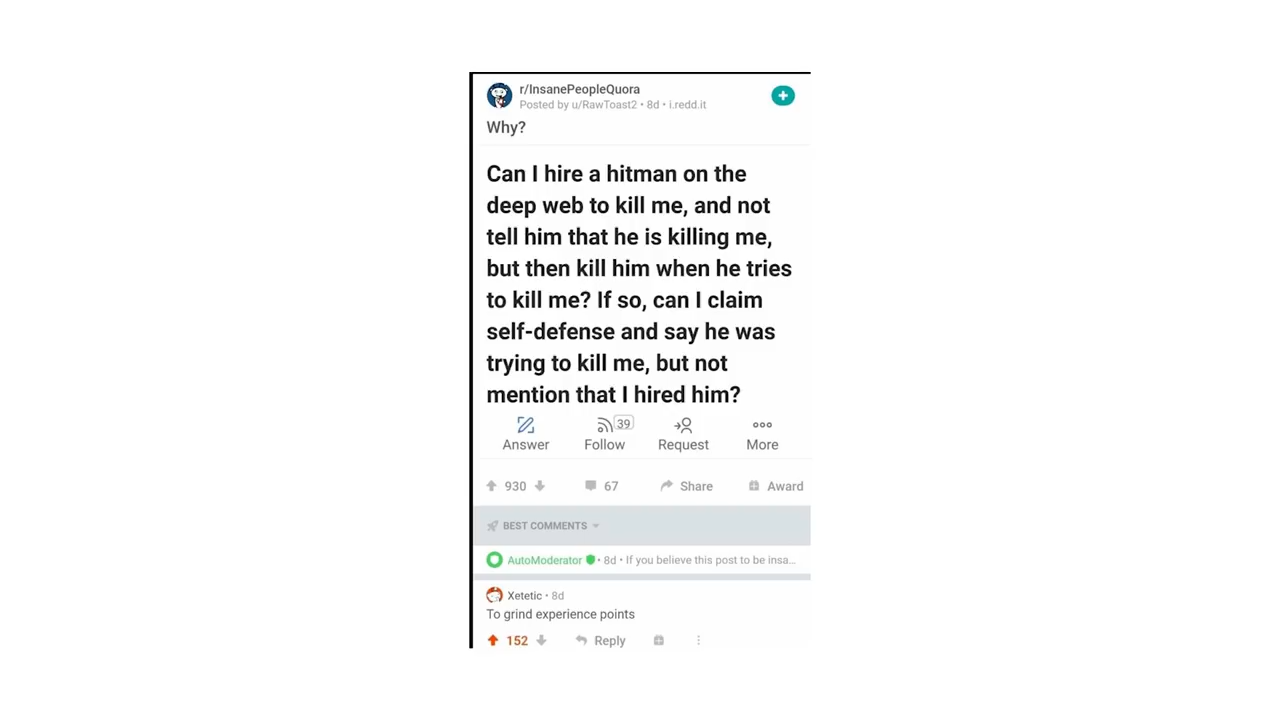 r/InsanePeopleQuora
Posted by u/RawToast2 • 8d • i.redd.it
Why?
Can I hire a hitman on the
deep web to kill me, and not
tell him that he is killing me,
but then kill him when he tries
to kill me? If so, can I claim
self-defense and say he was
trying to kill me, but not
mention that I hired him?
39
Answer Follow Request More
930 67 Share Award
BEST COMMENTS
AutoModerator • 8d • If you believe this post to be insa...
Xetetic • 8d
To grind experience points
152 Reply